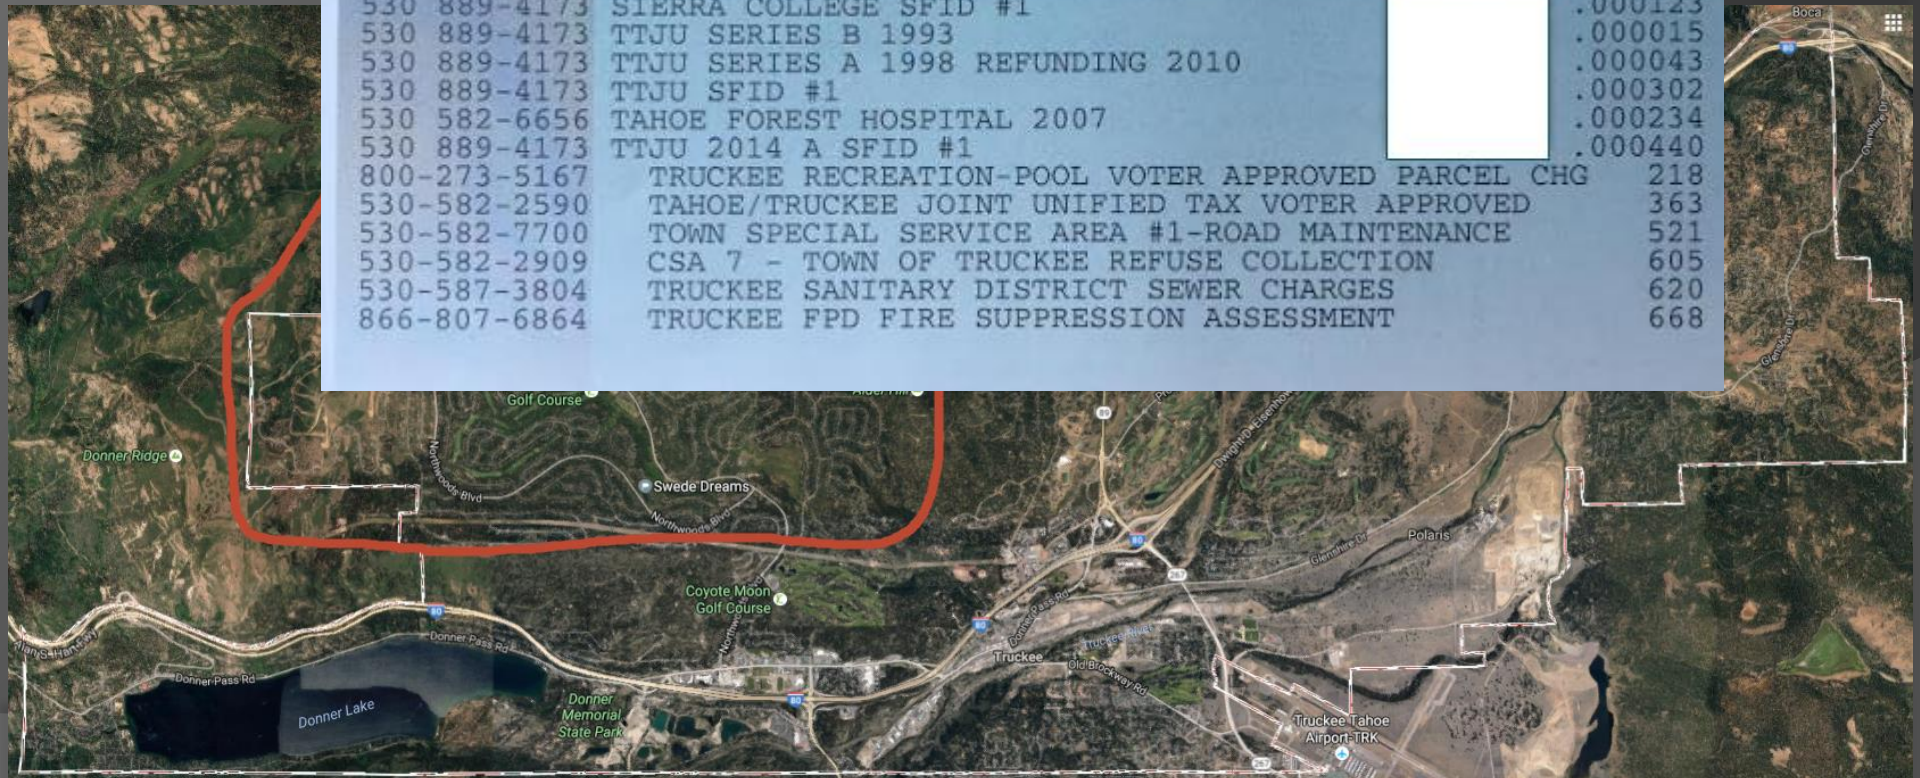 530 889-4173 SIERRA COLLEGE SFID #1 .000123
530 889-4173 TTJU SERIES B 1993 .000015
530 889-4173 TTJU SERIES A 1998 REFUNDING 2010 .000043
530 889-4173 TTJU SFID #1 .000302
530 582-6656 TAHOE FOREST HOSPITAL 2007 .000234
530 889-4173 TTJU 2014 A SFID #1 .000440
800-273-5167 TRUCKEE RECREATION-POOL VOTER APPROVED PARCEL CHG 218
530-582-2590 TAHOE/TRUCKEE JOINT UNIFIED TAX VOTER APPROVED 363
530-582-7700 TOWN SPECIAL SERVICE AREA #1-ROAD MAINTENANCE 521
530-582-2909 CSA 7 - TOWN OF TRUCKEE REFUSE COLLECTION 605
530-587-3804 TRUCKEE SANITARY DISTRICT SEWER CHARGES 620
866-807-6864 TRUCKEE FPD FIRE SUPPRESSION ASSESSMENT 668
Boca
80
Glenshire Dr
Glenshire Dr
Golf Course
89
Donner Ridge
Northwoods Blvd
Swede Dreams
Northwoods Blvd
80
Polaris
Glenshire Dr
267
Coyote Moon
Golf Course
80
80
Donner Pass Rd
Donner Pass Rd
Truckee River
Truckee
Old Brockway Rd
Donner Pass Rd
Donner Lake
Donner
Memorial
State Park
80
Truckee Tahoe
Airport-TRK
267